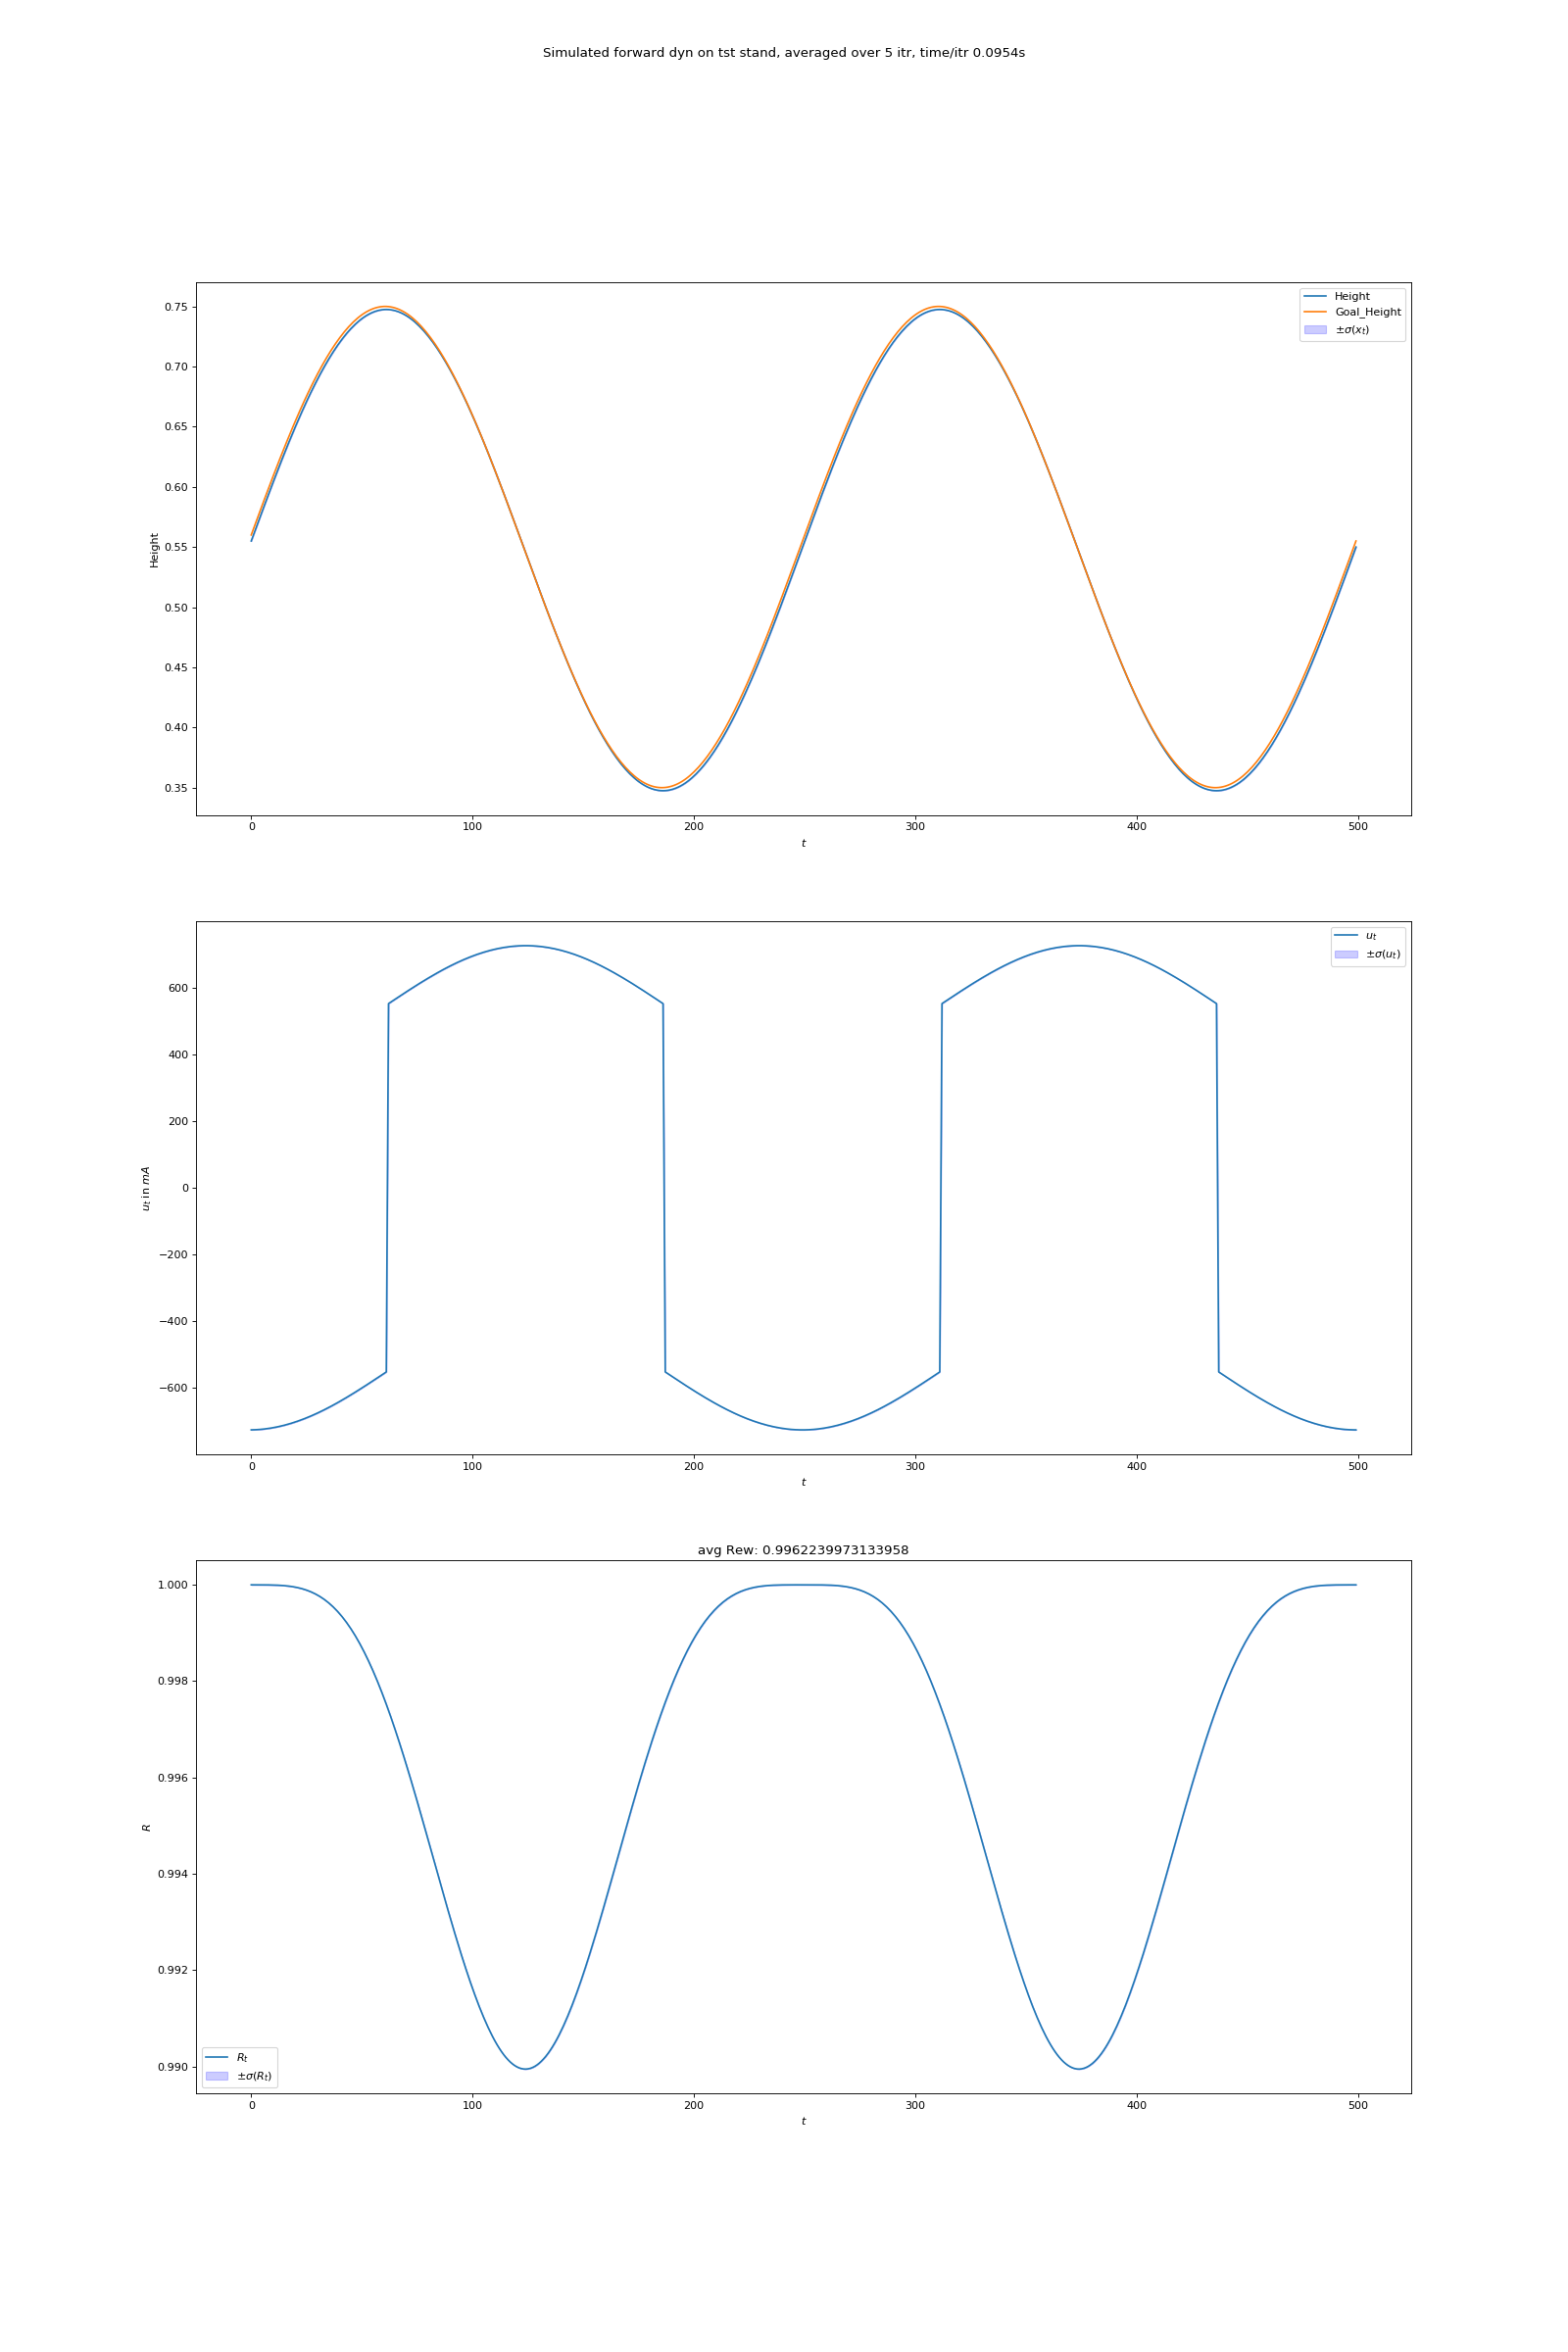 Simulated forward dyn on tst stand, averaged over 5 itr, time/itr 0.0954s
Height
Goal_Height
±σ(x_t)
0.75
0.70
0.65
0.60
0.55
0.50
0.45
0.40
0.35
Height
0 100 200 300 400 500
t
u_t
±σ(u_t)
600
400
200
0
−200
−400
−600
u_t in mA
0 100 200 300 400 500
t
avg Rew: 0.9962239973133958
1.000
0.998
0.996
0.994
0.992
0.990
R
R_t
±σ(R_t)
0 100 200 300 400 500
t